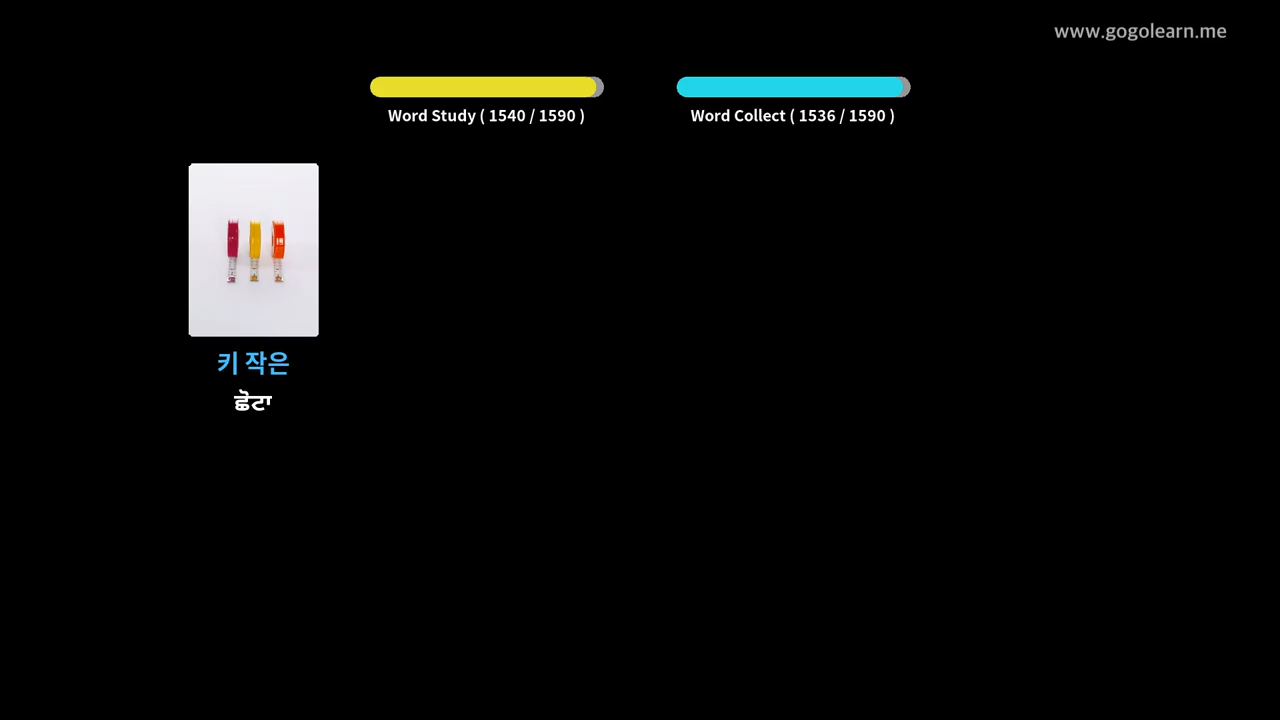 www.gogolearn.me
Word Study ( 1540 / 1590 )
Word Collect ( 1536 / 1590 )
키 작은
ਛੋਟਾ